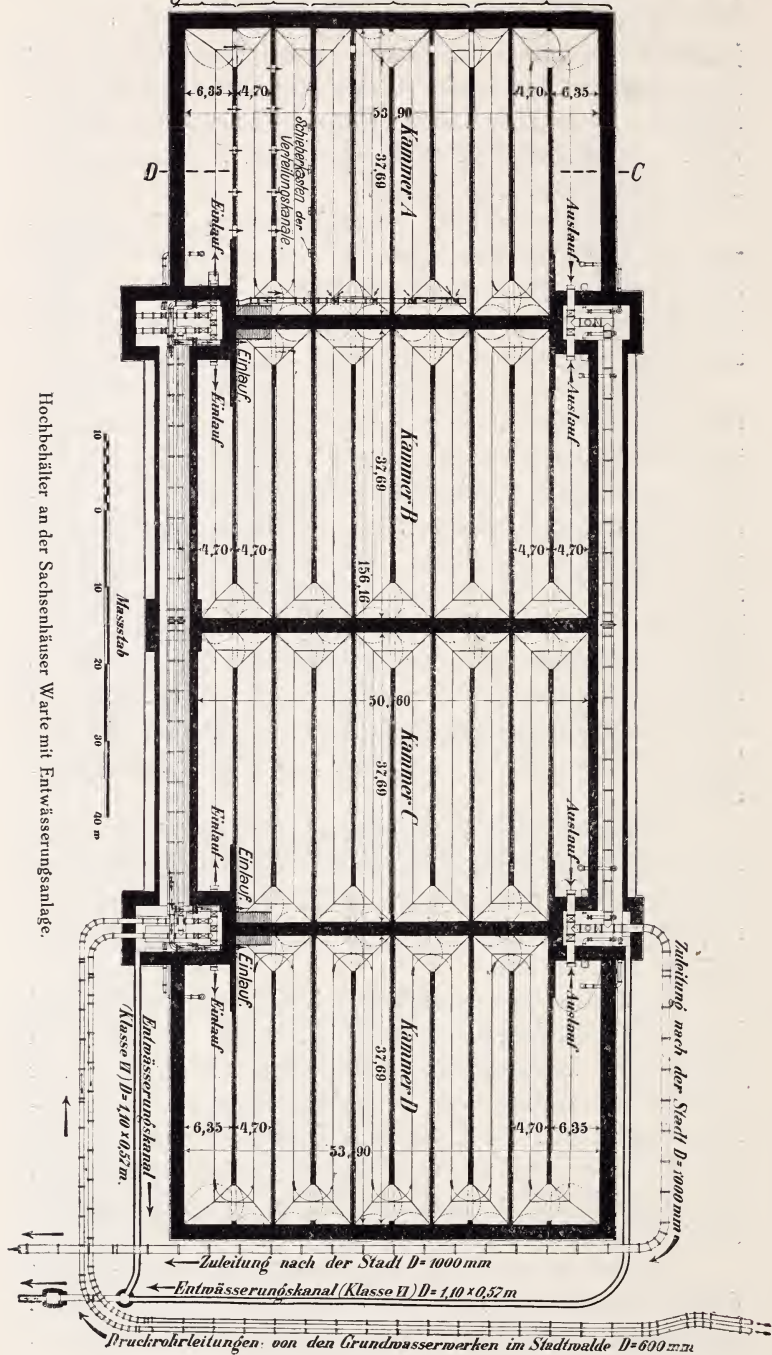 6,35
4,70
4,70
6,35
53,90
D
C
Kammer A
37,69
Schieberkasten der
Verteilungskanäle.
Einlauf
Auslauf
Einlauf.
Einlauf
Auslauf
Kammer B
37,69
4,70
4,70
156,16
4,70
4,70
50,60
Kammer C
37,69
Einlauf
Einlauf
Auslauf
Einlauf.
Einlauf
Auslauf
Kammer D
37,69
6,35
4,70
4,70
6,35
53,90
Entwässerungskanal
(Klasse VI) D=1,10 x 0,57 m.
Zuleitung nach der Stadt D=1000 mm
Zuleitung nach der Stadt D=1000 mm
Entwässerungskanal (Klasse VI) D=1,10 x 0,57 m
Druckrohrleitungen von den Grundwasserwerken im Stadtwalde D=600 mm
10 0 10 20 30 40 m
Massstab
Hochbehälter an der Sachsenhäuser Warte mit Entwässerungsanlage.